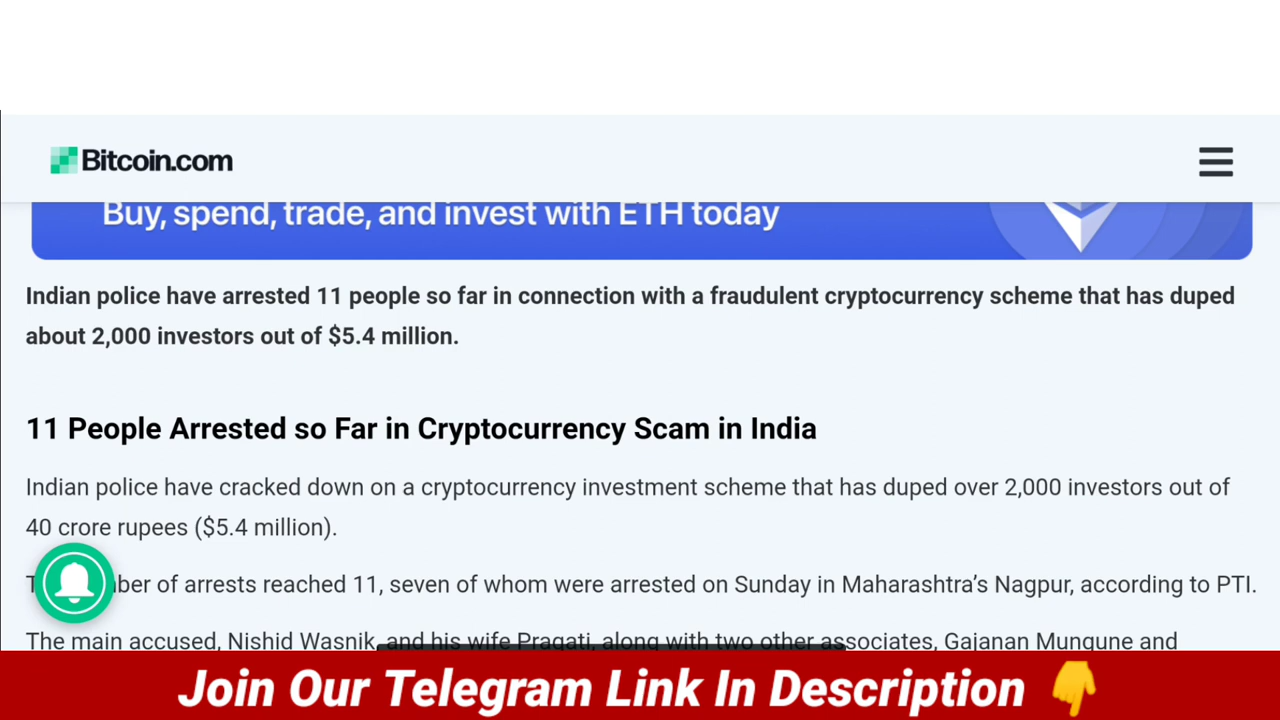 Bitcoin.com
Buy, spend, trade, and invest with ETH today
Indian police have arrested 11 people so far in connection with a fraudulent cryptocurrency scheme that has duped
about 2,000 investors out of $5.4 million.
11 People Arrested so Far in Cryptocurrency Scam in India
Indian police have cracked down on a cryptocurrency investment scheme that has duped over 2,000 investors out of
40 crore rupees ($5.4 million).
of arrests reached 11, seven of whom were arrested on Sunday in Maharashtra’s Nagpur, according to PTI.
The main accused, Nishid Wasnik, and his wife Pragati, along with two other associates, Gajanan Mungune and
Join Our Telegram Link In Description 👇